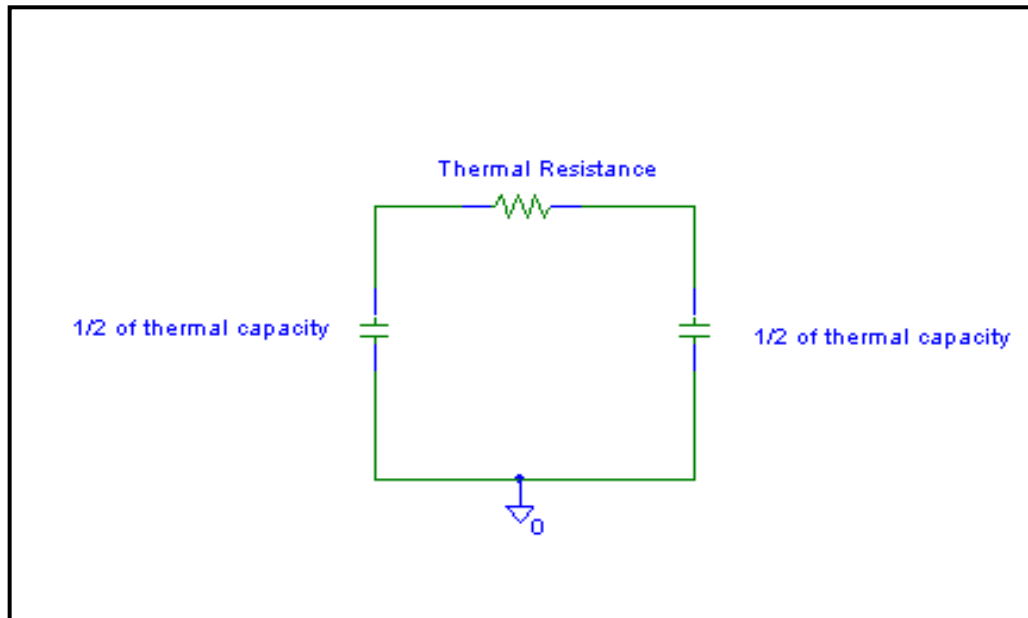 Thermal Resistance
1/2 of thermal capacity
1/2 of thermal capacity
0